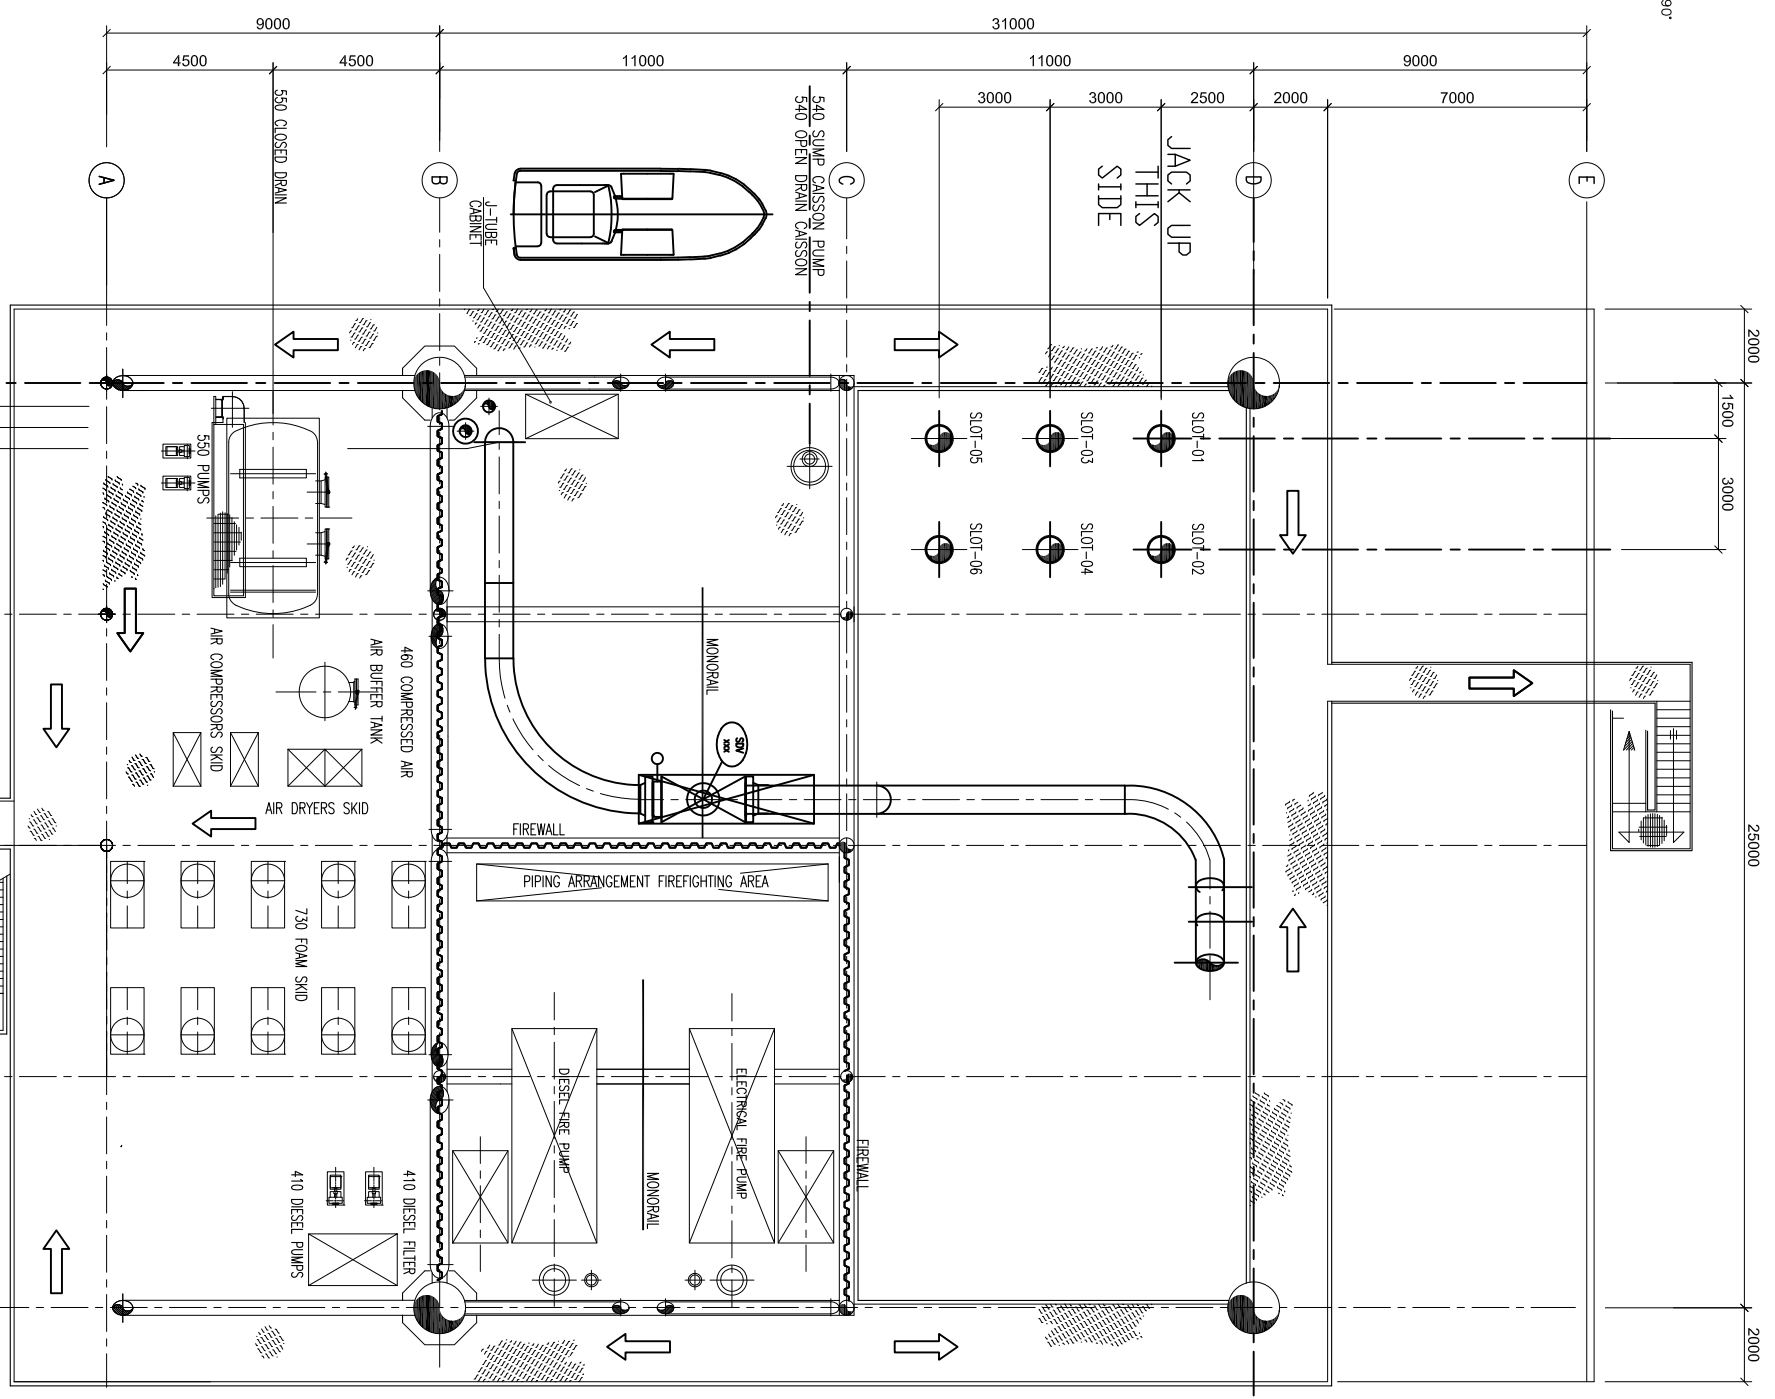 90°
9000
31000
4500
4500
11000
11000
9000
3000
3000
2500
2000
7000
550 CLOSED DRAIN
540 SUMP CAISSON PUMP
540 OPEN DRAIN CAISSON
JACK UP
THIS
SIDE
A
B
C
D
E
J-TUBE
CABINET
2000
1500
3000
25000
2000
SLOT-05
SLOT-03
SLOT-01
SLOT-06
SLOT-04
SLOT-02
550 PUMPS
AIR COMPRESSORS SKID
AIR BUFFER TANK
460 COMPRESSED AIR
MONORAIL
SDV
xxx
AIR DRYERS SKID
FIREWALL
PIPING ARRANGEMENT FIREFIGHTING AREA
730 FOAM SKID
DIESEL FIRE PUMP
ELECTRICAL FIRE PUMP
MONORAIL
FIREWALL
410 DIESEL PUMPS
410 DIESEL FILTER